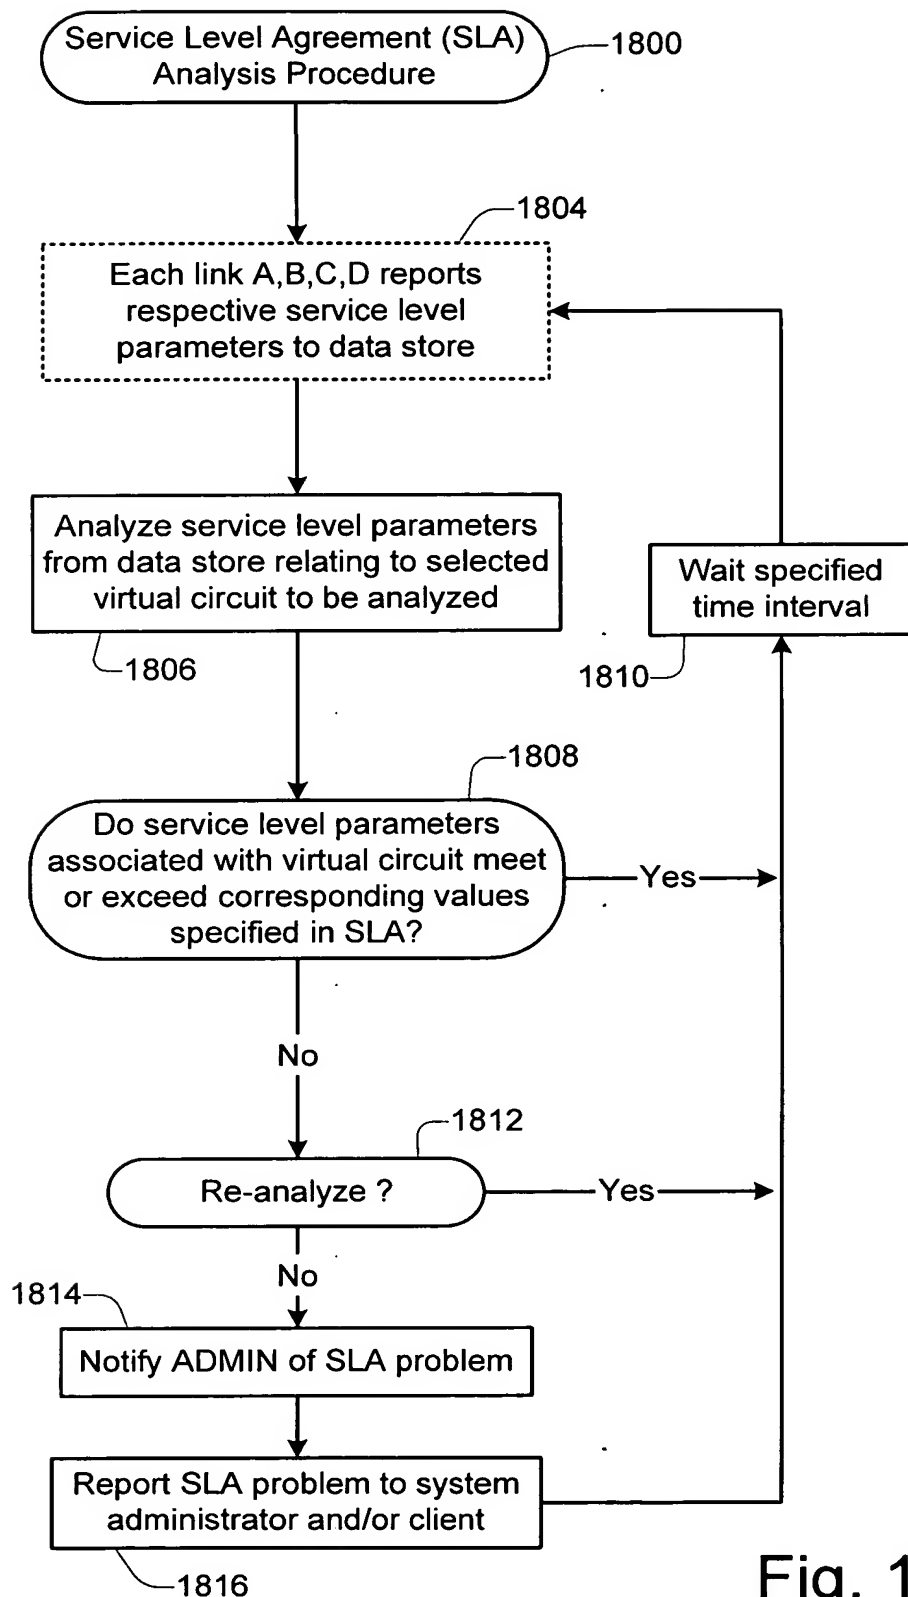 Service Level Agreement (SLA)
Analysis Procedure
1800
1804
Each link A,B,C,D reports
respective service level
parameters to data store
Analyze service level parameters
from data store relating to selected
virtual circuit to be analyzed
1806
Wait specified
time interval
1810
1808
Do service level parameters
associated with virtual circuit meet
or exceed corresponding values
specified in SLA?
Yes
No
1812
Re-analyze ?
Yes
No
1814
Notify ADMIN of SLA problem
Report SLA problem to system
administrator and/or client
1816
Fig. 1